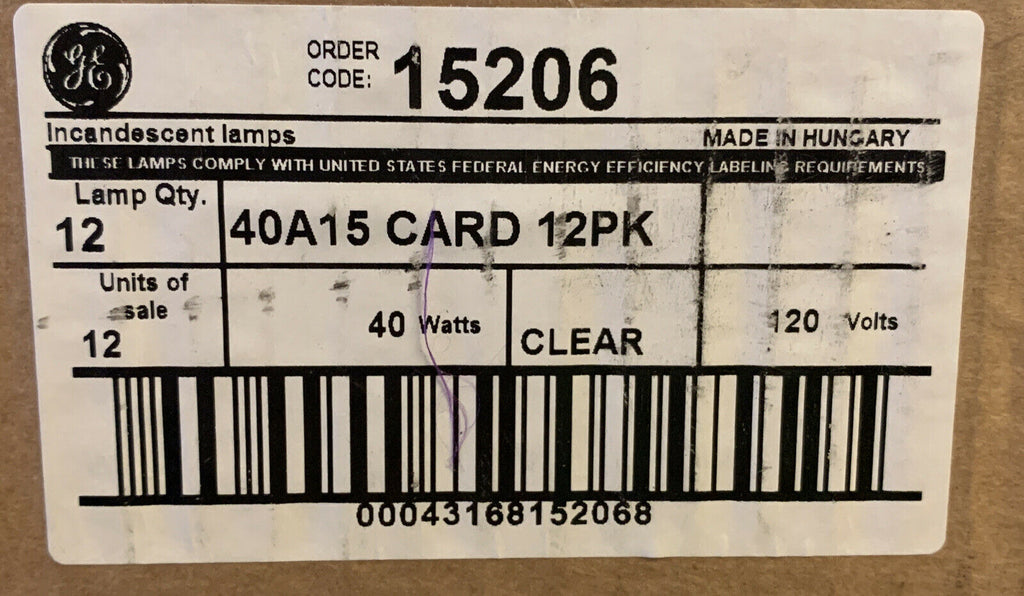 GE
ORDER CODE: 15206
Incandescent lamps MADE IN HUNGARY
THESE LAMPS COMPLY WITH UNITED STATES FEDERAL ENERGY EFFICIENCY LABELING REQUIREMENTS
Lamp Qty.
12
40A15 CARD 12PK
Units of
sale
12
40 Watts
CLEAR
120 Volts
00043168152068